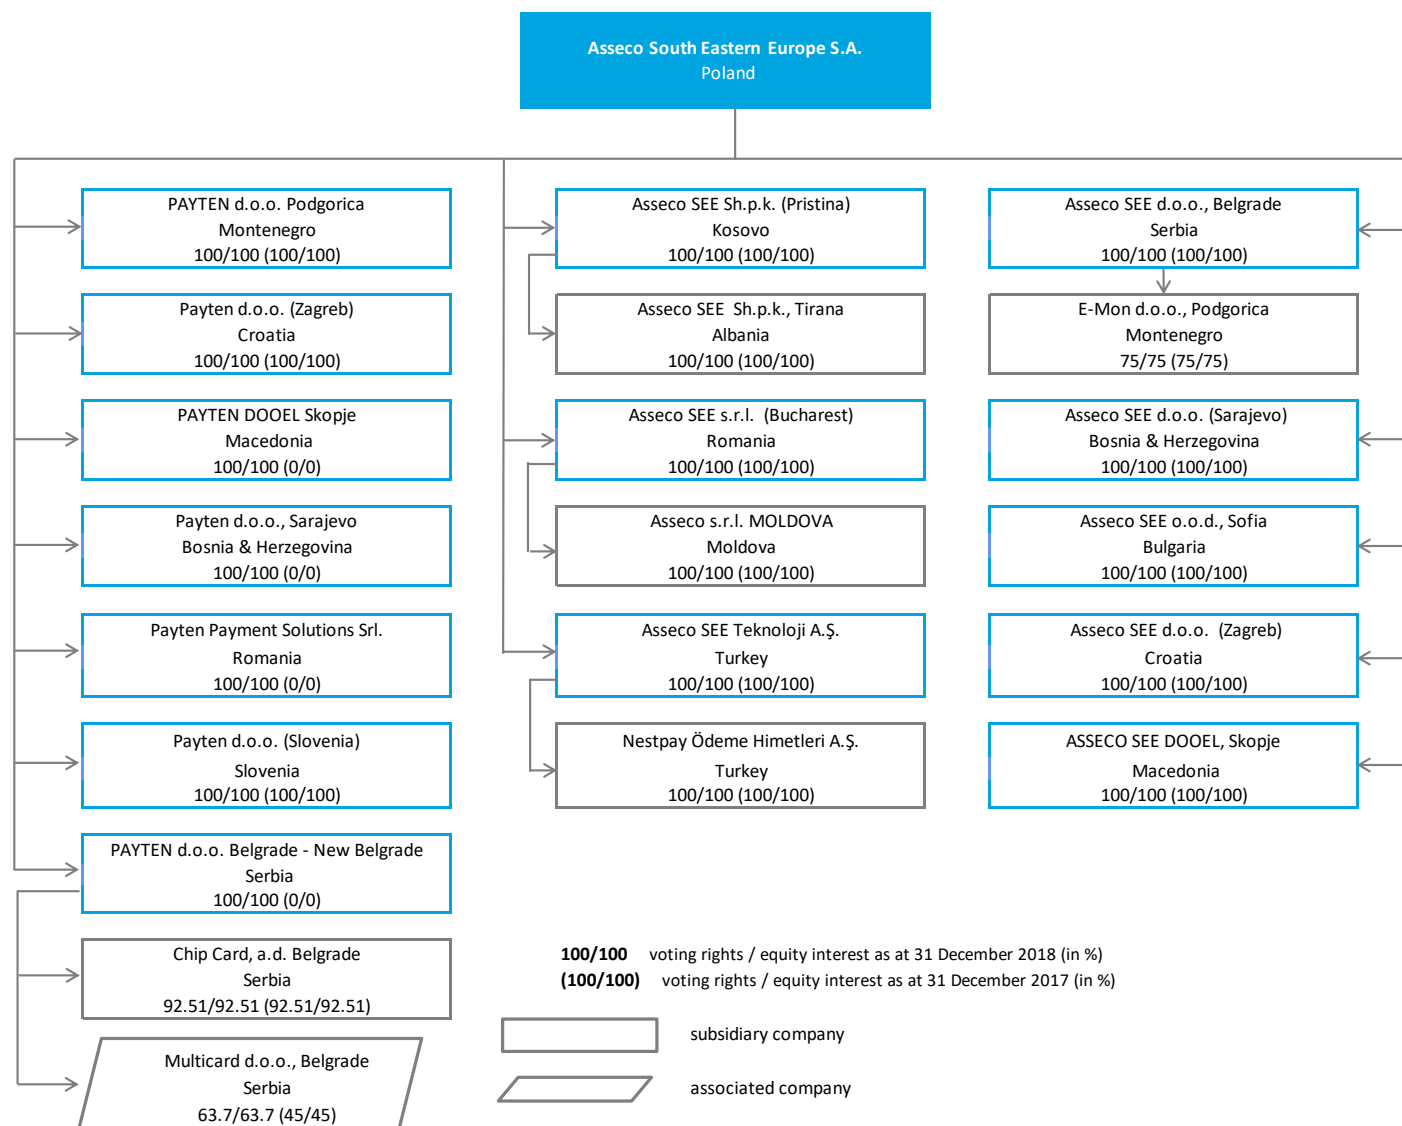 Asseco South Eastern Europe S.A.
Poland
PAYTEN d.o.o. Podgorica
Montenegro
100/100 (100/100)
Payten d.o.o. (Zagreb)
Croatia
100/100 (100/100)
PAYTEN DOOEL Skopje
Macedonia
100/100 (0/0)
Payten d.o.o., Sarajevo
Bosnia & Herzegovina
100/100 (0/0)
Payten Payment Solutions Srl.
Romania
100/100 (0/0)
Payten d.o.o. (Slovenia)
Slovenia
100/100 (100/100)
PAYTEN d.o.o. Belgrade - New Belgrade
Serbia
100/100 (0/0)
Chip Card, a.d. Belgrade
Serbia
92.51/92.51 (92.51/92.51)
Multicard d.o.o., Belgrade
Serbia
63.7/63.7 (45/45)
Asseco SEE Sh.p.k. (Pristina)
Kosovo
100/100 (100/100)
Asseco SEE Sh.p.k., Tirana
Albania
100/100 (100/100)
Asseco SEE s.r.l. (Bucharest)
Romania
100/100 (100/100)
Asseco s.r.l. MOLDOVA
Moldova
100/100 (100/100)
Asseco SEE Teknoloji A.Ş.
Turkey
100/100 (100/100)
Nestpay Ödeme Himetleri A.Ş.
Turkey
100/100 (100/100)
Asseco SEE d.o.o., Belgrade
Serbia
100/100 (100/100)
E-Mon d.o.o., Podgorica
Montenegro
75/75 (75/75)
Asseco SEE d.o.o. (Sarajevo)
Bosnia & Herzegovina
100/100 (100/100)
Asseco SEE o.o.d., Sofia
Bulgaria
100/100 (100/100)
Asseco SEE d.o.o. (Zagreb)
Croatia
100/100 (100/100)
ASSECO SEE DOOEL, Skopje
Macedonia
100/100 (100/100)
100/100 voting rights / equity interest as at 31 December 2018 (in %)
(100/100) voting rights / equity interest as at 31 December 2017 (in %)
subsidiary company
associated company